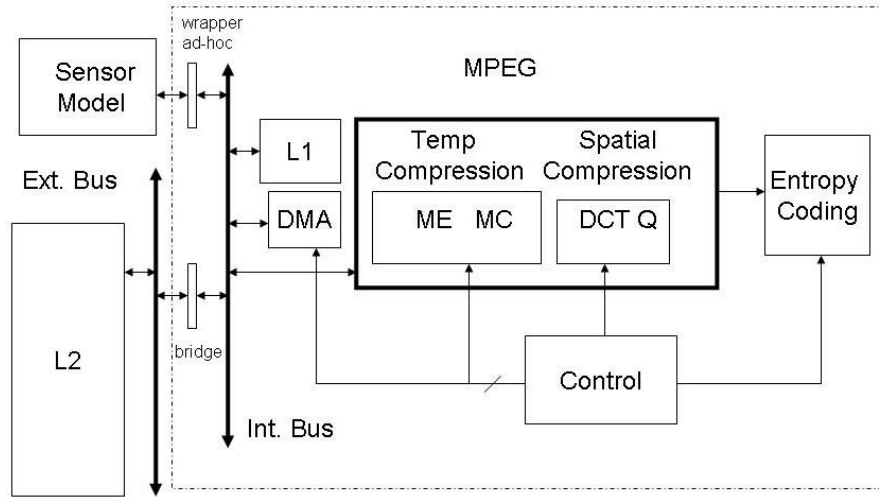 wrapper
ad-hoc
MPEG
Sensor
Model
Temp
Compression
Spatial
Compression
L1
Ext. Bus
Entropy
Coding
DMA
ME MC
DCT Q
L2
bridge
Control
Int. Bus